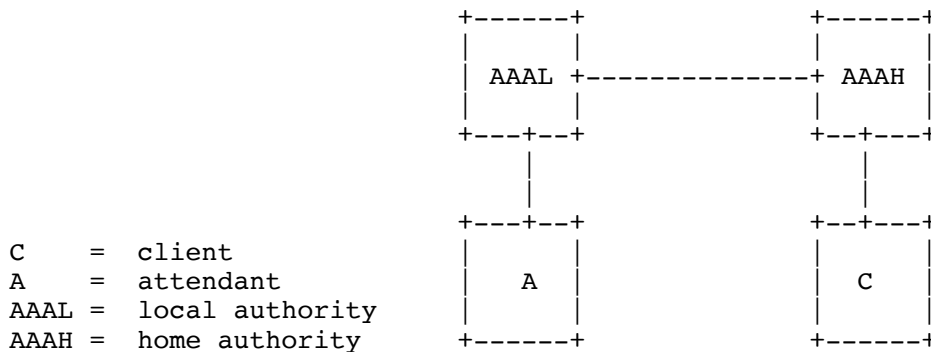 AAAL AAAH
C = client
A = attendant A C
AAAL = local authority
AAAH = home authority